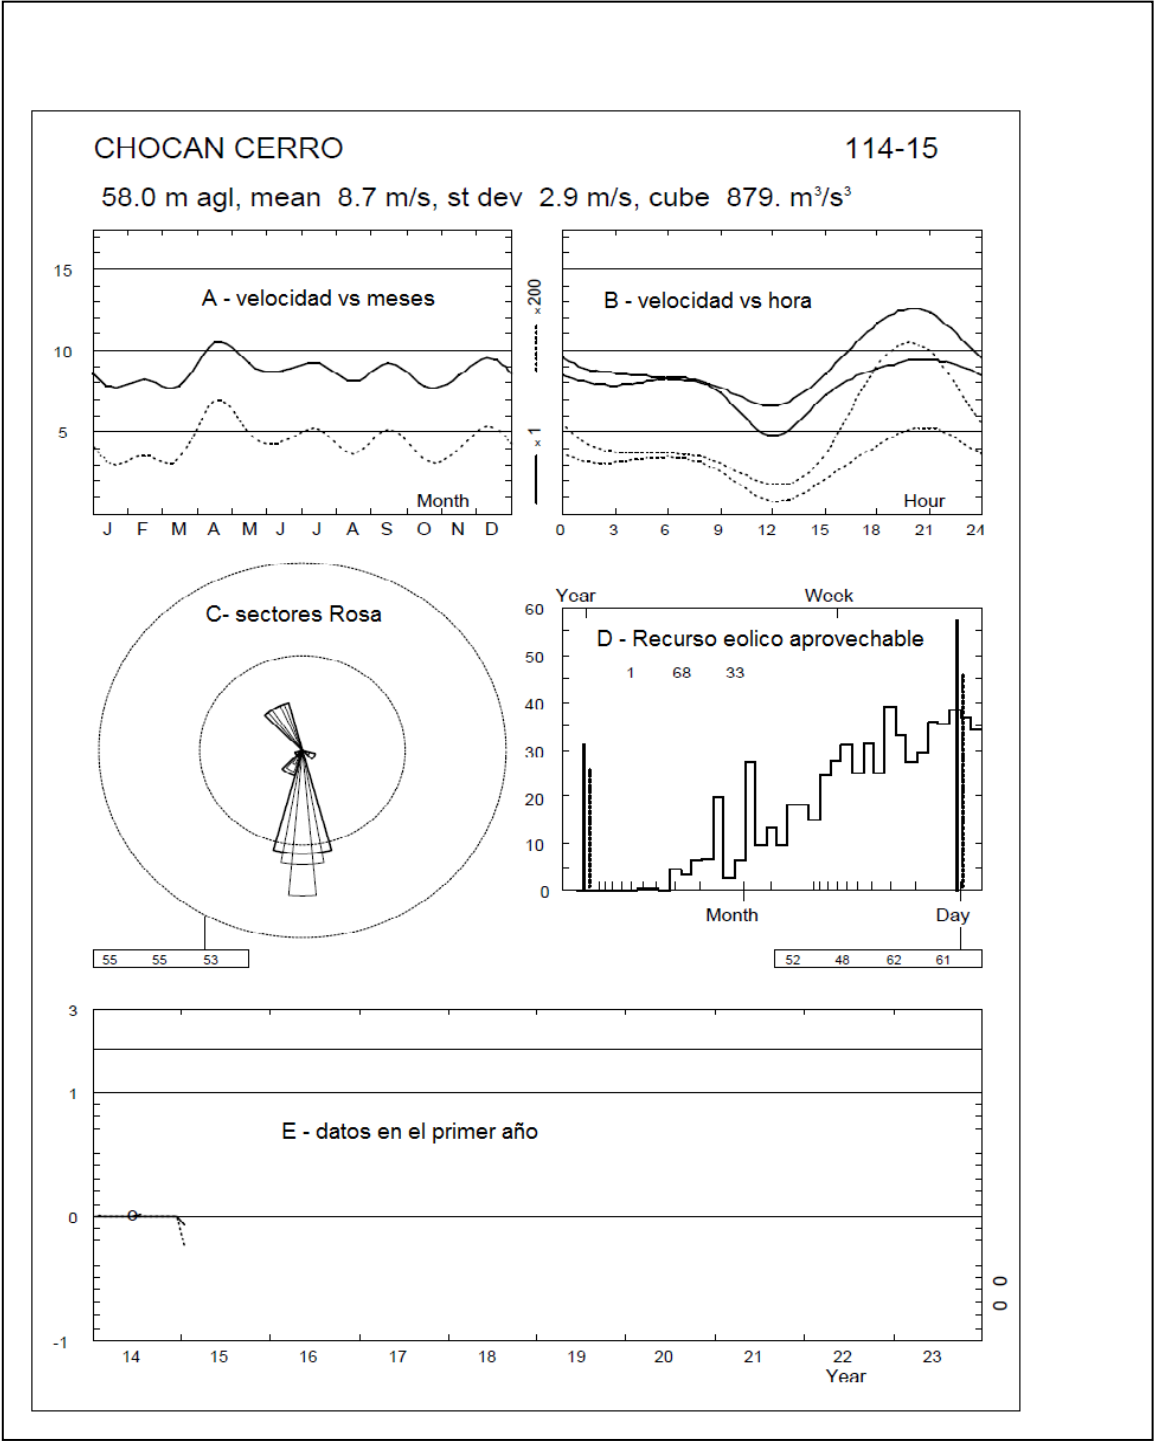 CHOCAN CERRO 114-15
58.0 m agl, mean 8.7 m/s, st dev 2.9 m/s, cube 879. m³/s³
15
10
5
A - velocidad vs meses
Month
J F M A M J J A S O N D
× 1 × 200
B - velocidad vs hora
Hour
0 3 6 9 12 15 18 21 24
C- sectores Rosa
55 55 53
Year Week
60
50
40
30
20
10
0
D - Recurso eolico aprovechable
1 68 33
Month Day
52 48 62 61
3
1
0
-1
E - datos en el primer año
0 0
14 15 16 17 18 19 20 21 22 23
Year